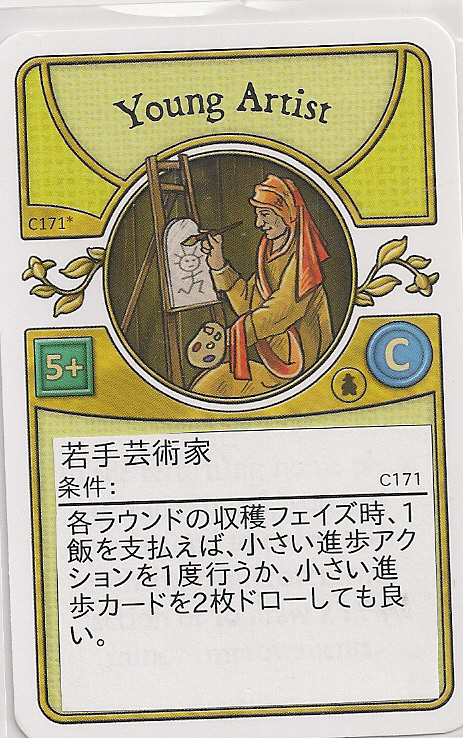 Young Artist
C171*
5+
C
若手芸術家
条件:
C171
各ラウンドの収穫フェイズ時、1
飯を支払えば、小さい進歩アク
ションを1度行うか、小さい進
歩カードを2枚ドローしても良
い。